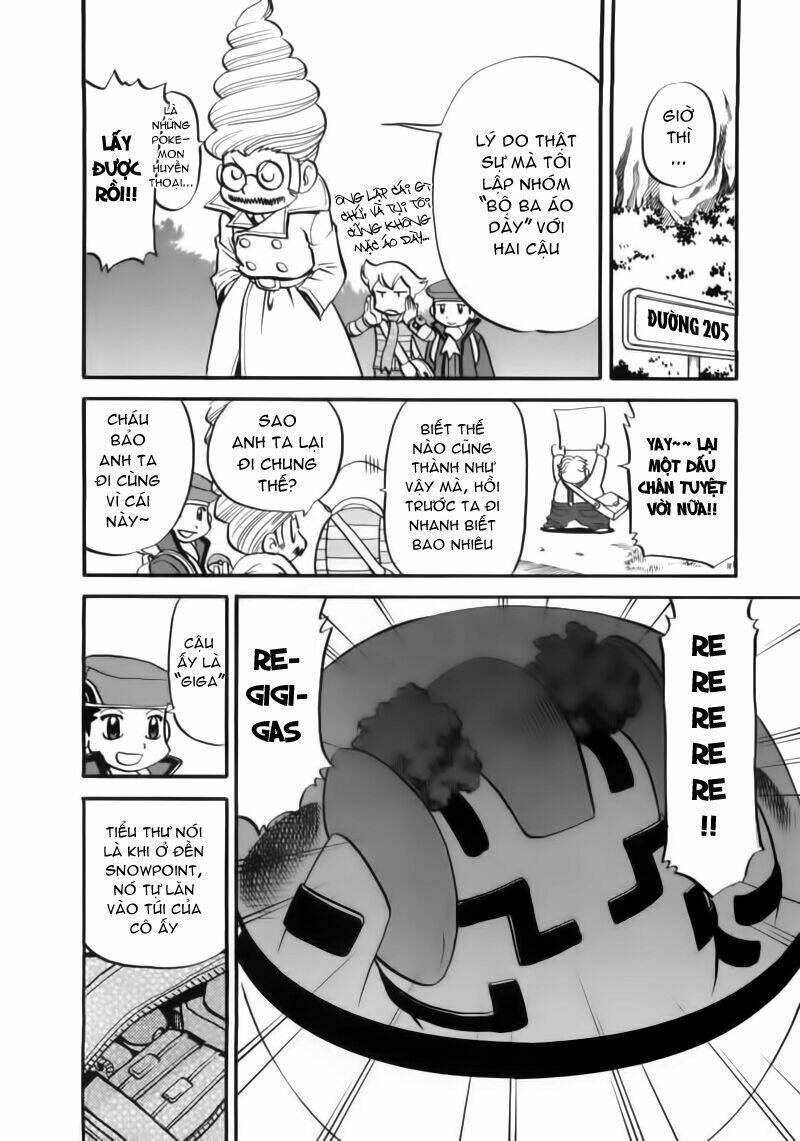 GIỜ
THÌ
...
ĐƯỜNG 205
LÝ DO THẬT
SỰ MÀ TÔI
LẬP NHÓM
“BỘ BA ÁO
DÀY” VỚI
HAI CẬU
ÔNG LẬP CÁI GÌ
CHỨ, VÀ TỤI TÔI
CŨNG KHÔNG
MẶC ÁO DÀY...
LÀ
NHỮNG
POKE-
MON
HUYỀN
THOẠI...
LẤY
ĐƯỢC
RỒI!!
YAY~~ LẠI
MỘT DẤU
CHÂN TUYỆT
VỜI NỮA!!
BIẾT THẾ
NÀO CŨNG
THÀNH NHƯ
VẬY MÀ, HỒI
TRƯỚC TA ĐI
NHANH BIẾT
BAO NHIÊU
SAO
ANH TA LẠI
ĐI CHUNG
THẾ?
CHÁU
BẢO
ANH TA
ĐI CÙNG
VÌ CÁI
NÀY~
RE
RE
RE
RE
RE
!!
RE-
GIGI-
GAS
CẬU
ẤY LÀ
“GIGA”
TIỂU THƯ NÓI
LÀ KHI Ở ĐỀN
SNOWPOINT,
NÓ TỰ LĂN
VÀO TÚI CỦA
CÔ ẤY